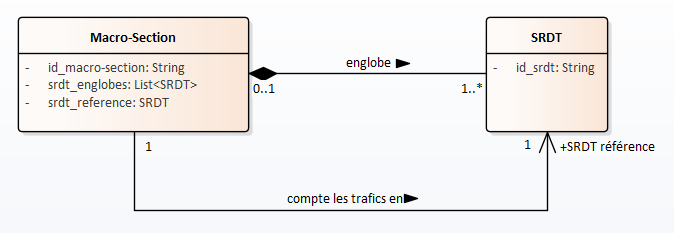 Macro-Section
- id_macro-section: String
- srdt_englobes: List<SRDT>
- srdt_reference: SRDT
englobe
0..1
1..*
SRDT
- id_srdt: String
1
1
+SRDT référence
compte les trafics en